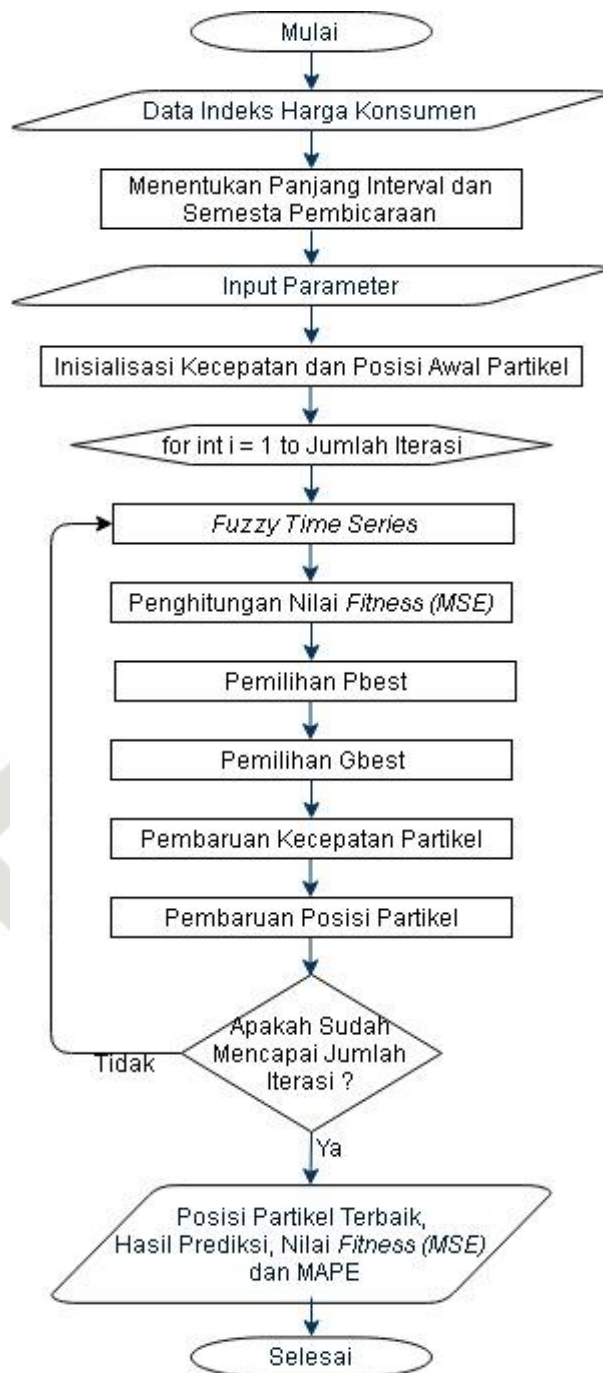 Mulai
Data Indeks Harga Konsumen
Menentukan Panjang Interval dan
Semesta Pembicaraan
Input Parameter
Inisialisasi Kecepatan dan Posisi Awal Partikel
for int i = 1 to Jumlah Iterasi
Fuzzy Time Series
Penghitungan Nilai Fitness (MSE)
Pemilihan Pbest
Pemilihan Gbest
Pembaruan Kecepatan Partikel
Pembaruan Posisi Partikel
Apakah Sudah
Mencapai Jumlah
Iterasi ?
Tidak
Ya
Posisi Partikel Terbaik,
Hasil Prediksi, Nilai Fitness (MSE)
dan MAPE
Selesai